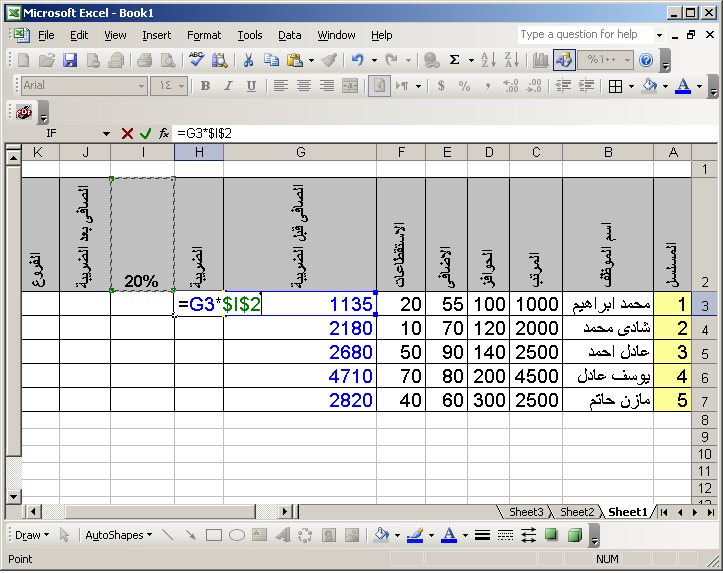 Microsoft Excel - Book1
File Edit View Insert Format Tools Data Window Help Type a question for help
Σ %١٠٠
Arial ١٤ B I U $ %
IF =G3*$I$2
K J I H G F E D C B A
1
الفروع الصافى بعد الضريبة 20% الضريبة الصافى قبل الضريبة الاستقطاعات الاضافى الحوافز المرتب اسم الموظف المسلسل 2
=G3*$I$2 1135 20 55 100 1000 محمد ابراهيم 1 3
2180 10 70 120 2000 شادى محمد 2 4
2680 50 90 140 2500 عادل احمد 3 5
4710 70 80 200 4500 يوسف عادل 4 6
2820 40 60 300 2500 مازن حاتم 5 7
8
9
10
11
12
Sheet3 Sheet2 Sheet1
Draw AutoShapes
Point NUM